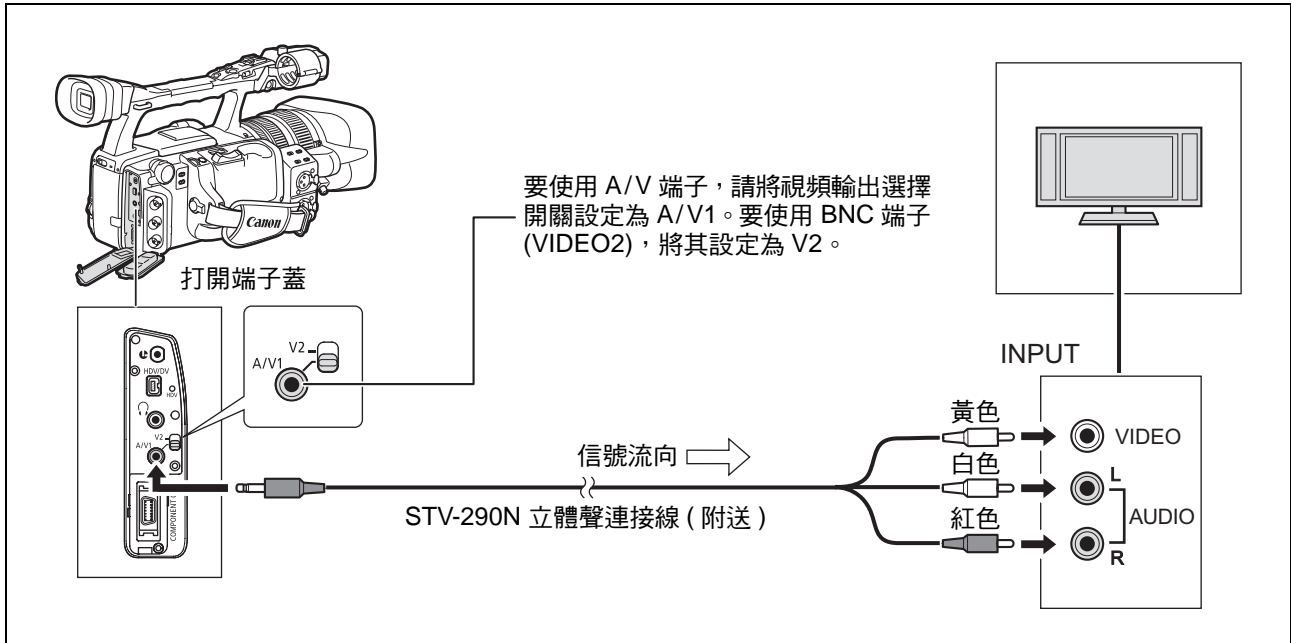 要使用 A/V 端子,請將視頻輸出選擇
開關設定為 A/V1。要使用 BNC 端子
(VIDEO2),將其設定為 V2。
Canon
打開端子蓋
V2
A/V1
HDV/DV
HDV
V2
A/V1
COMPONENT
信號流向
STV-290N 立體聲連接線 ( 附送 )
INPUT
黃色
VIDEO
白色
L
AUDIO
紅色
R